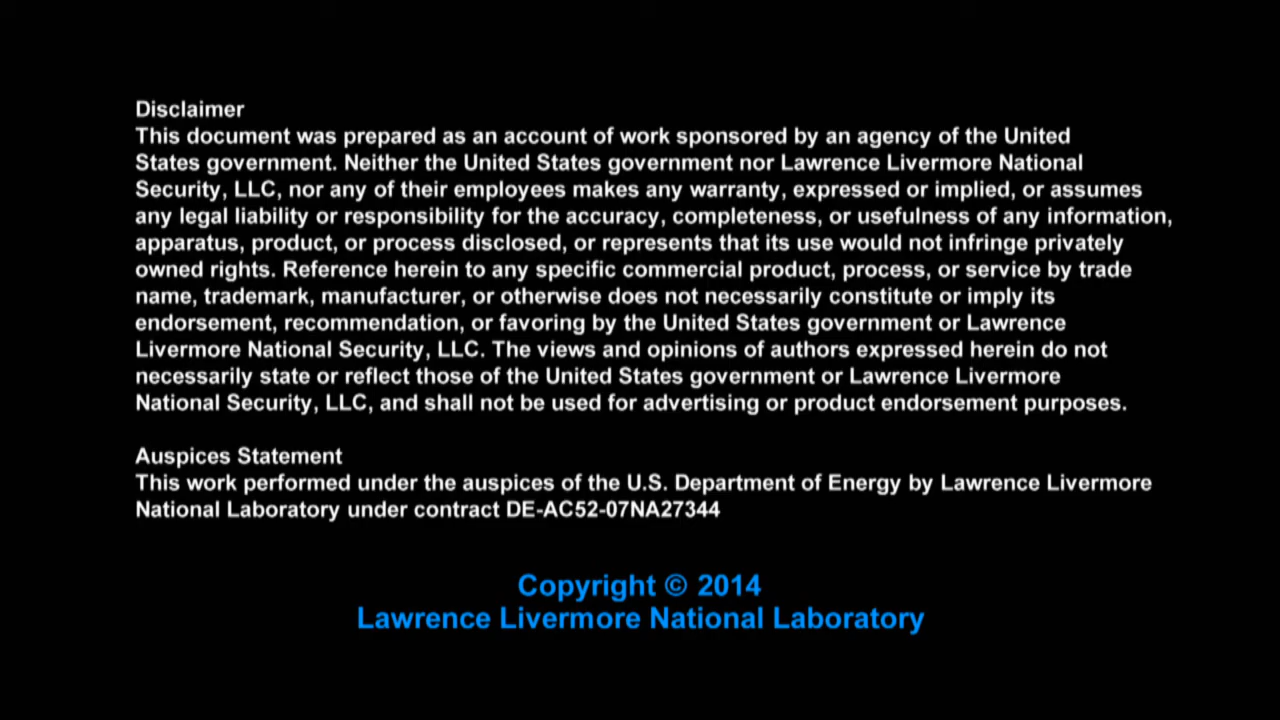 Disclaimer
This document was prepared as an account of work sponsored by an agency of the United
States government. Neither the United States government nor Lawrence Livermore National
Security, LLC, nor any of their employees makes any warranty, expressed or implied, or assumes
any legal liability or responsibility for the accuracy, completeness, or usefulness of any information,
apparatus, product, or process disclosed, or represents that its use would not infringe privately
owned rights. Reference herein to any specific commercial product, process, or service by trade
name, trademark, manufacturer, or otherwise does not necessarily constitute or imply its
endorsement, recommendation, or favoring by the United States government or Lawrence
Livermore National Security, LLC. The views and opinions of authors expressed herein do not
necessarily state or reflect those of the United States government or Lawrence Livermore
National Security, LLC, and shall not be used for advertising or product endorsement purposes.
Auspices Statement
This work performed under the auspices of the U.S. Department of Energy by Lawrence Livermore
National Laboratory under contract DE-AC52-07NA27344
Copyright © 2014
Lawrence Livermore National Laboratory